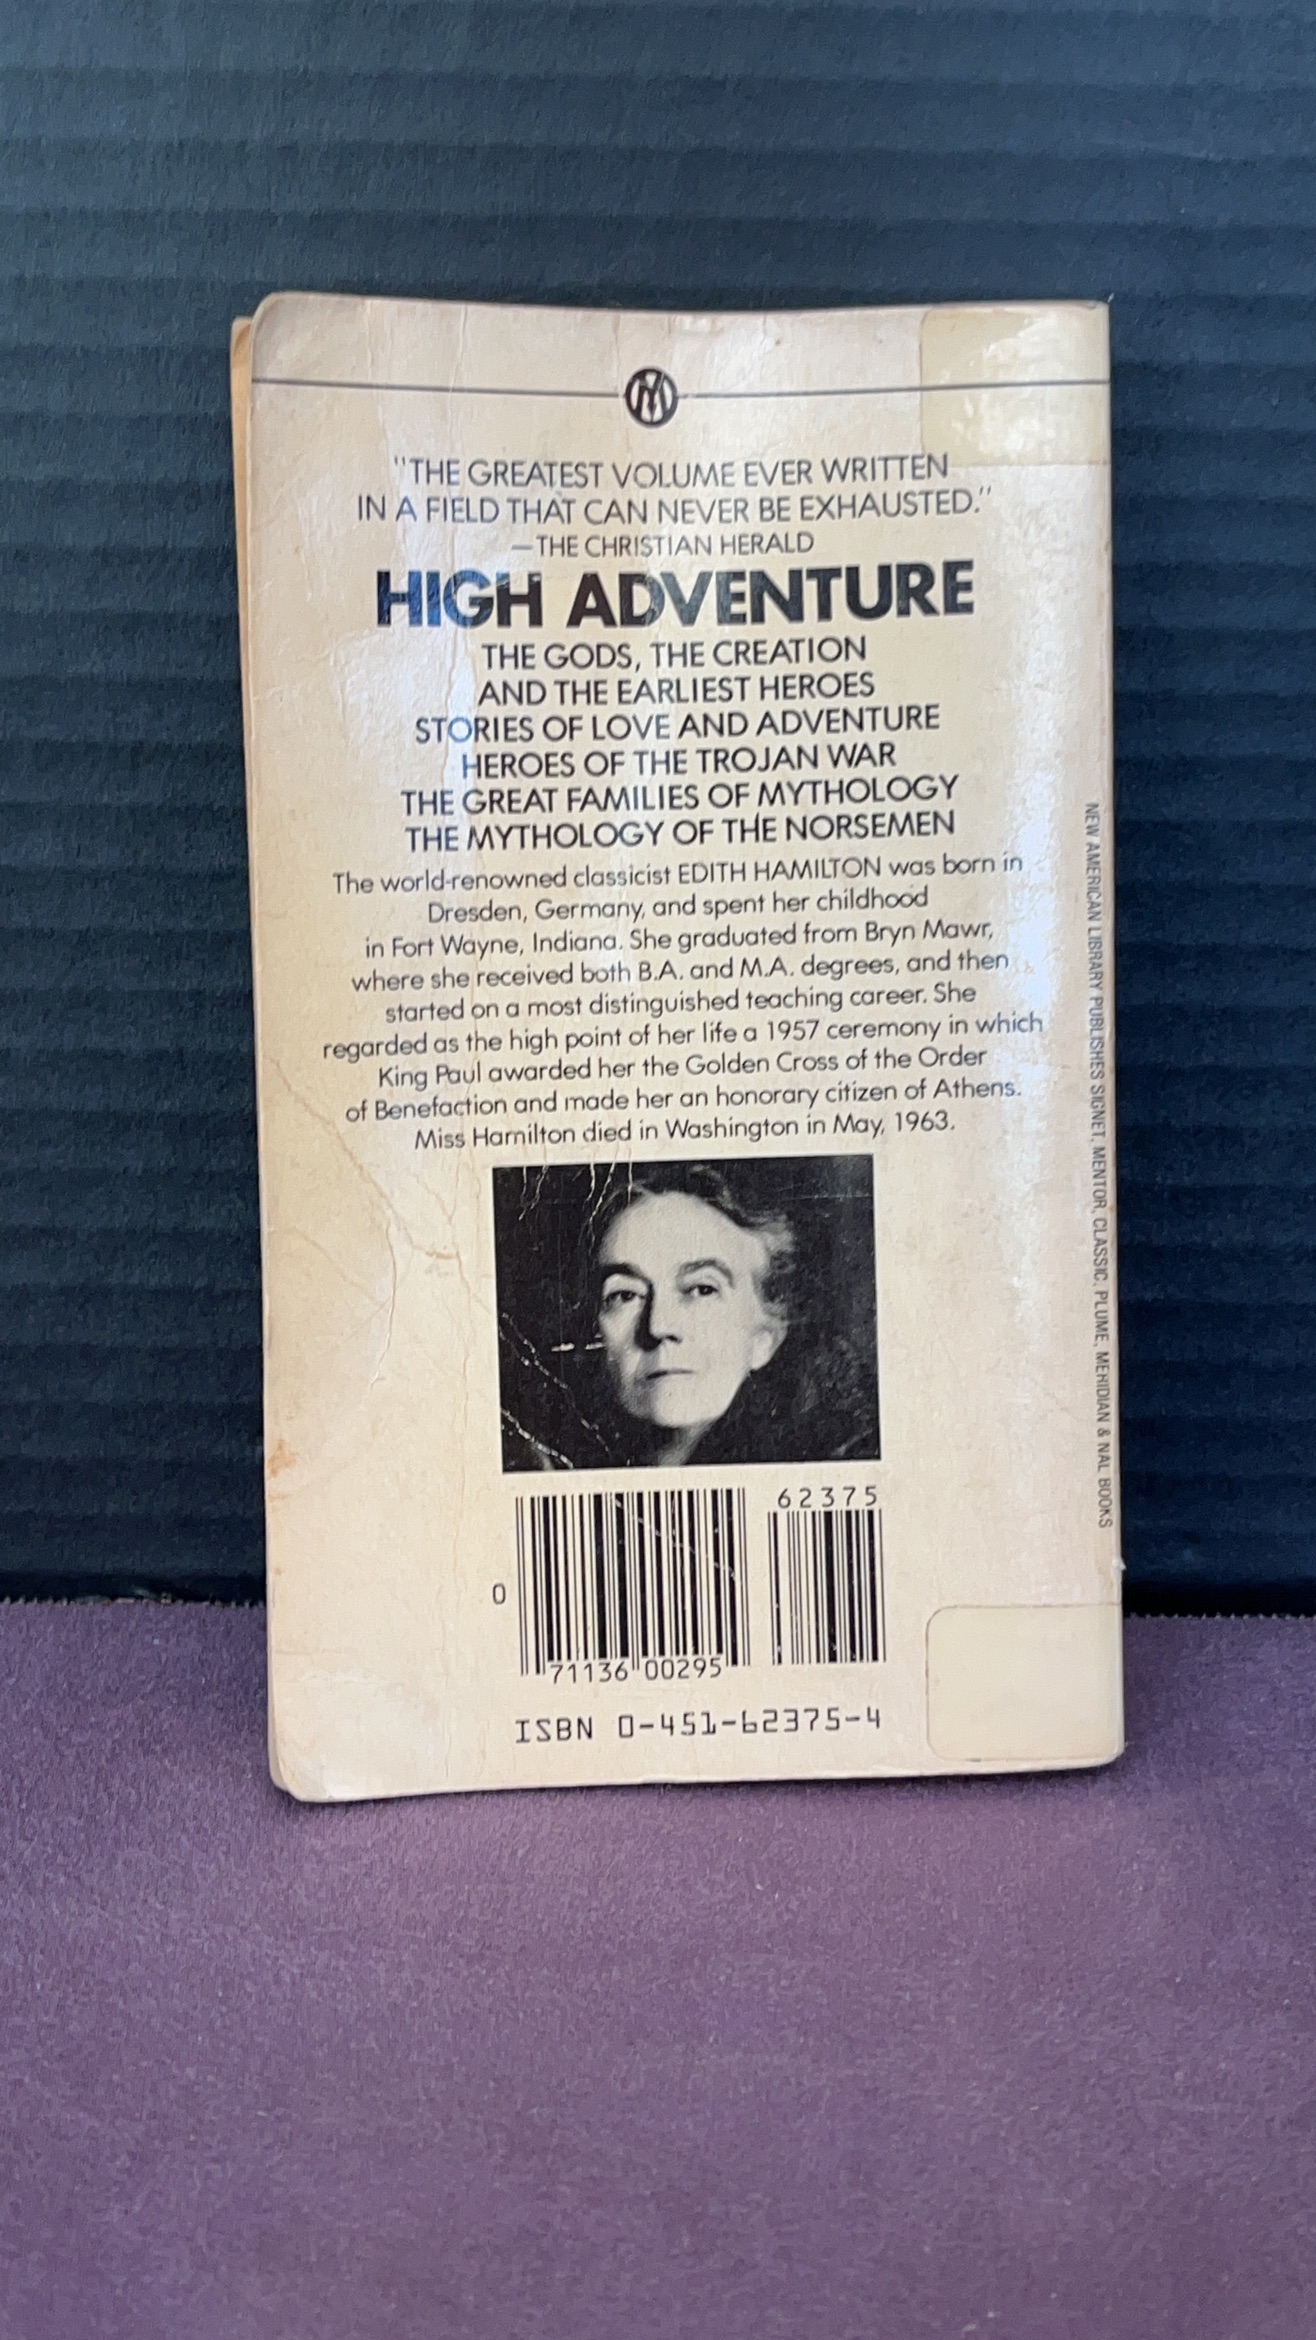 "THE GREATEST VOLUME EVER WRITTEN
IN A FIELD THAT CAN NEVER BE EXHAUSTED."
—THE CHRISTIAN HERALD
HIGH ADVENTURE
THE GODS, THE CREATION
AND THE EARLIEST HEROES
STORIES OF LOVE AND ADVENTURE
HEROES OF THE TROJAN WAR
THE GREAT FAMILIES OF MYTHOLOGY
THE MYTHOLOGY OF THE NORSEMEN
The world-renowned classicist EDITH HAMILTON was born in
Dresden, Germany, and spent her childhood
in Fort Wayne, Indiana. She graduated from Bryn Mawr,
where she received both B.A. and M.A. degrees, and then
started on a most distinguished teaching career. She
regarded as the high point of her life a 1957 ceremony in which
King Paul awarded her the Golden Cross of the Order
of Benefaction and made her an honorary citizen of Athens.
Miss Hamilton died in Washington in May, 1963.
62375
0
71136 00295
ISBN 0-451-62375-4
NEW AMERICAN LIBRARY PUBLISHES SIGNET, MENTOR, CLASSIC, PLUME, MERIDIAN & NAL BOOKS